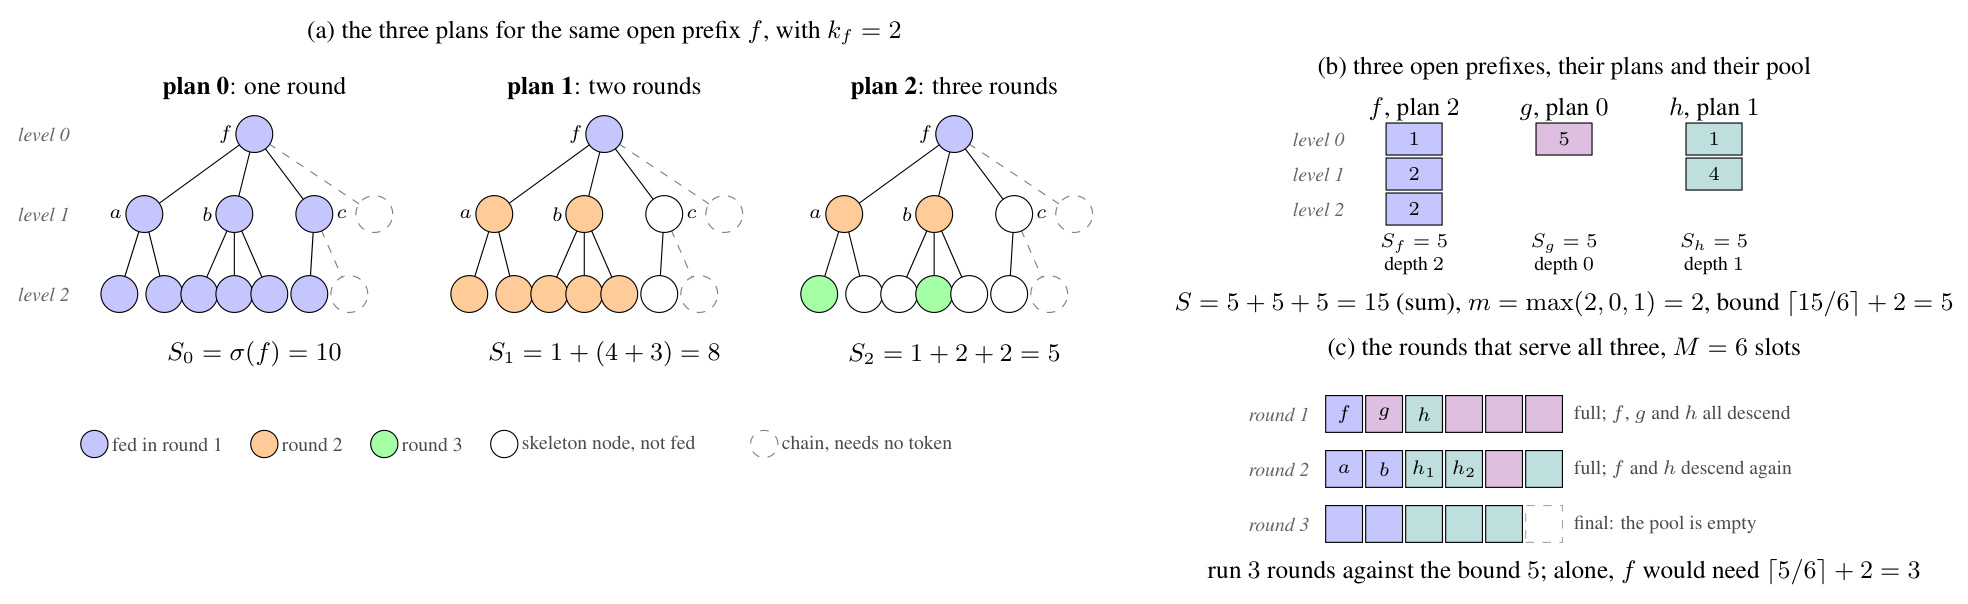 (a) the three plans for the same open prefix f, with k_f = 2
plan 0: one round
plan 1: two rounds
plan 2: three rounds
level 0
f
f
f
level 1
a
b
c
a
b
c
a
b
c
level 2
S_0 = σ(f) = 10
S_1 = 1 + (4 + 3) = 8
S_2 = 1 + 2 + 2 = 5
fed in round 1
round 2
round 3
skeleton node, not fed
chain, needs no token
(b) three open prefixes, their plans and their pool
f, plan 2
g, plan 0
h, plan 1
level 0
1
5
1
level 1
2
4
level 2
2
S_f = 5
S_g = 5
S_h = 5
depth 2
depth 0
depth 1
S = 5 + 5 + 5 = 15 (sum), m = max(2, 0, 1) = 2, bound ⌈15/6⌉ + 2 = 5
(c) the rounds that serve all three, M = 6 slots
round 1
f
g
h
full; f, g and h all descend
round 2
a
b
h_1
h_2
full; f and h descend again
round 3
final: the pool is empty
run 3 rounds against the bound 5; alone, f would need ⌈5/6⌉ + 2 = 3